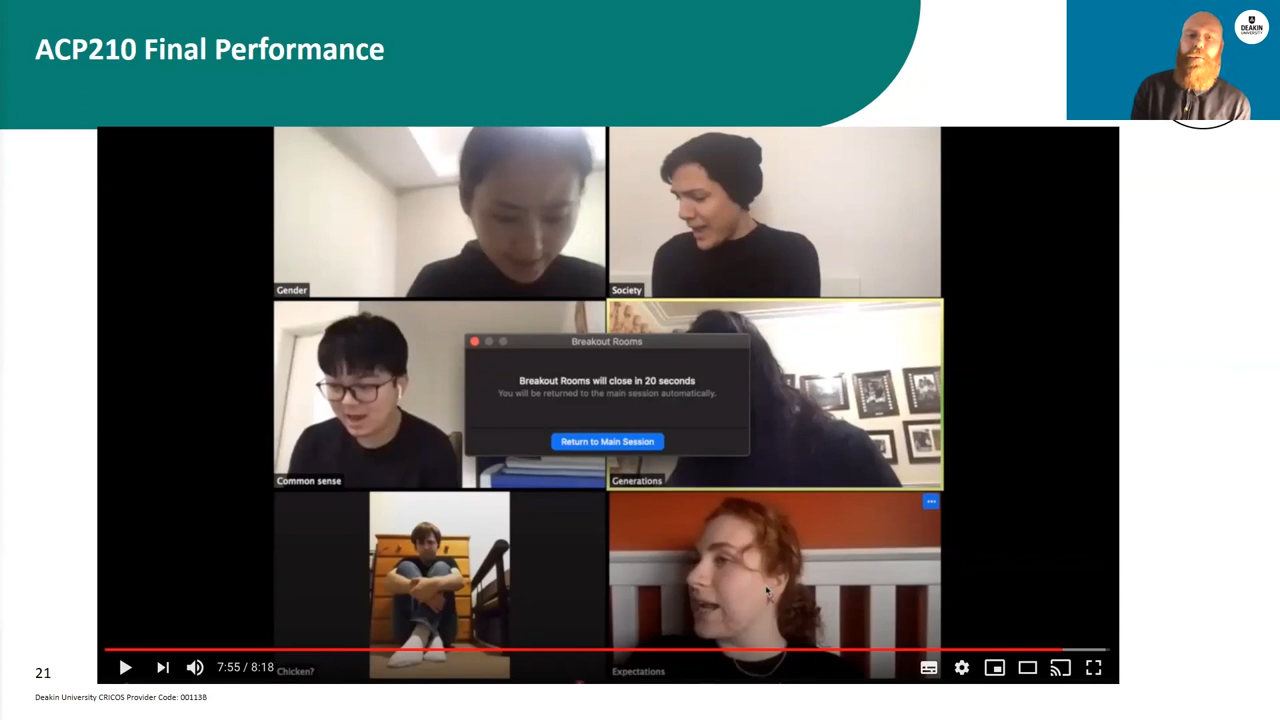 ACP210 Final Performance
DEAKIN
UNIVERSITY
Gender
Society
Breakout Rooms
Breakout Rooms will close in 20 seconds
You will be returned to the main session automatically.
Return to Main Session
Common sense
Generations
Chicken?
Expectations
7:55 / 8:18
21
Deakin University CRICOS Provider Code: 00113B